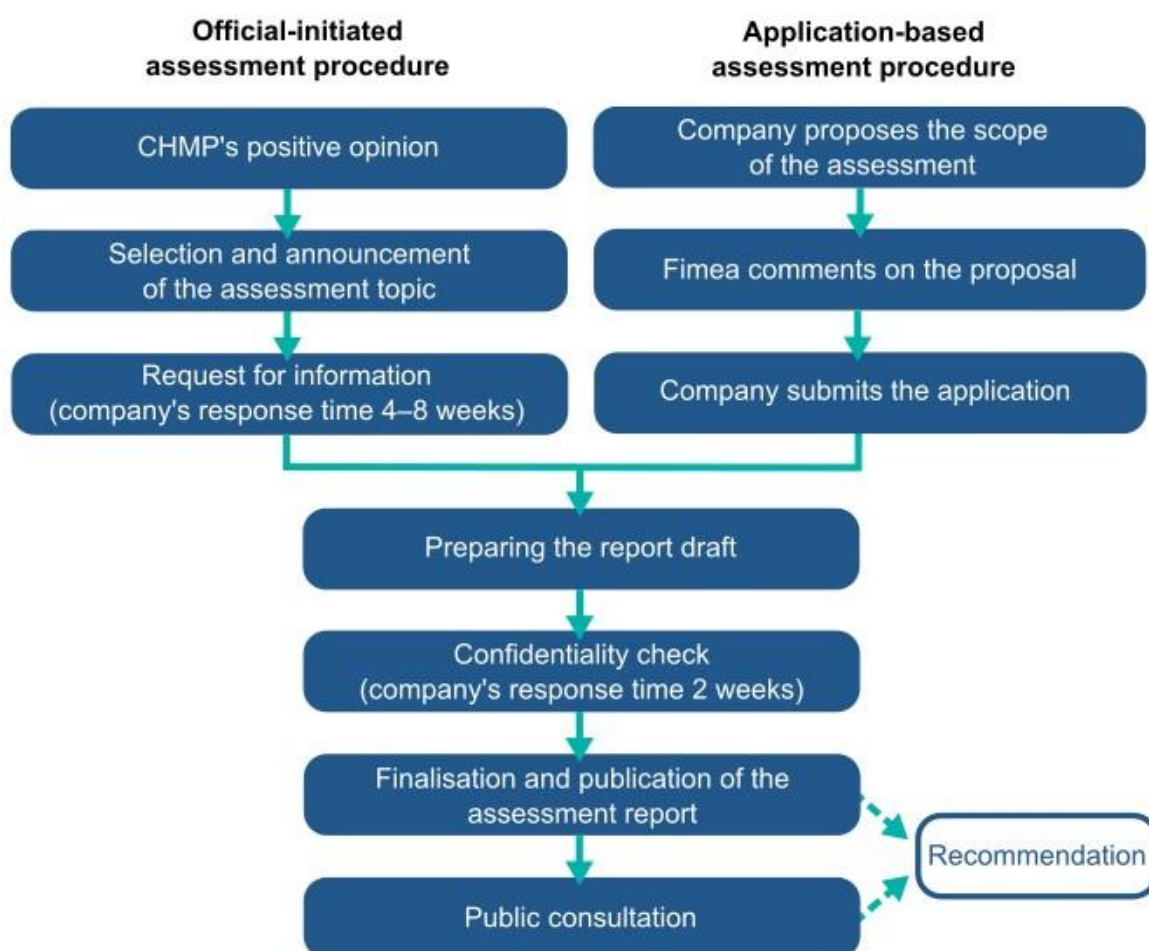 Official-initiated
assessment procedure
Application-based
assessment procedure
CHMP's positive opinion
Company proposes the scope
of the assessment
Selection and announcement
of the assessment topic
Fimea comments on the proposal
Request for information
(company's response time 4–8 weeks)
Company submits the application
Preparing the report draft
Confidentiality check
(company's response time 2 weeks)
Finalisation and publication of the
assessment report
Recommendation
Public consultation